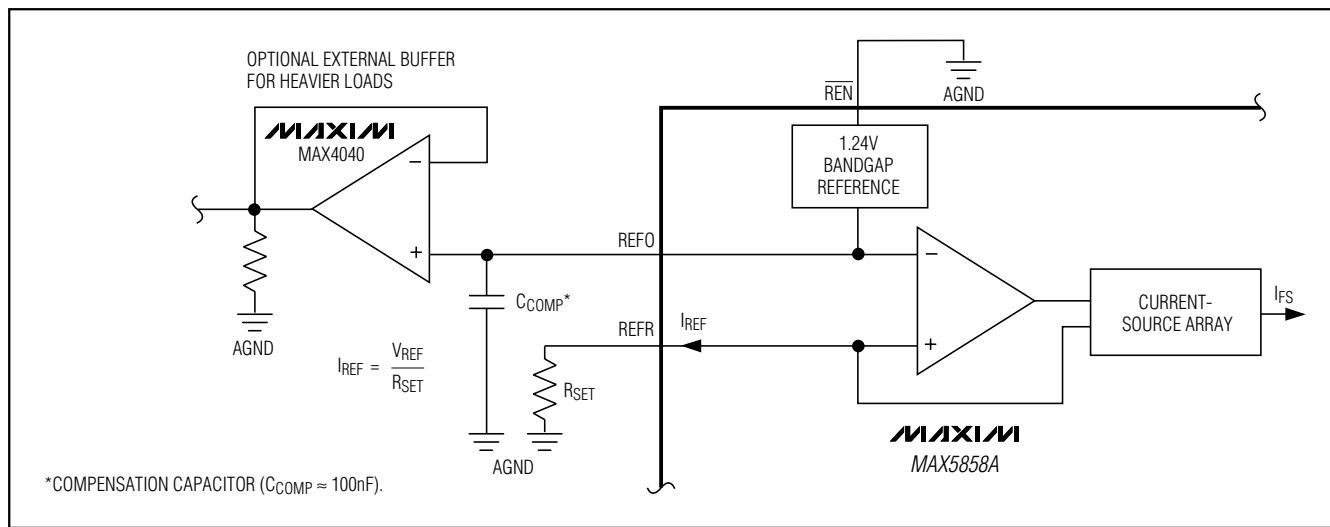 OPTIONAL EXTERNAL BUFFER
FOR HEAVIER LOADS
MAXIM
MAX4040
−
+
AGND
REN
AGND
1.24V
BANDGAP
REFERENCE
REFO
CCOMP*
REFR
IREF
IREF = VREF / RSET
RSET
AGND
−
+
CURRENT-
SOURCE ARRAY
IFS
MAXIM
MAX5858A
*COMPENSATION CAPACITOR (CCOMP ≈ 100nF).